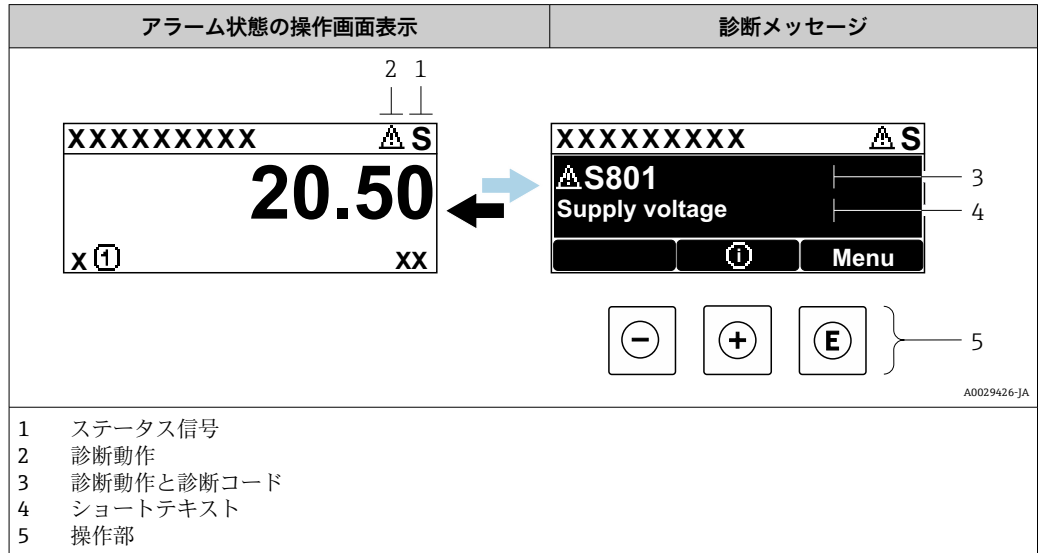 アラーム状態の操作画面表示
診断メッセージ
2 1
XXXXXXXXX ⚠ S
20.50
x 1 XX
XXXXXXXXX ⚠ S
⚠S801
Supply voltage
i Menu
3
4
- + E
5
A0029426-JA
1 ステータス信号
2 診断動作
3 診断動作と診断コード
4 ショートテキスト
5 操作部